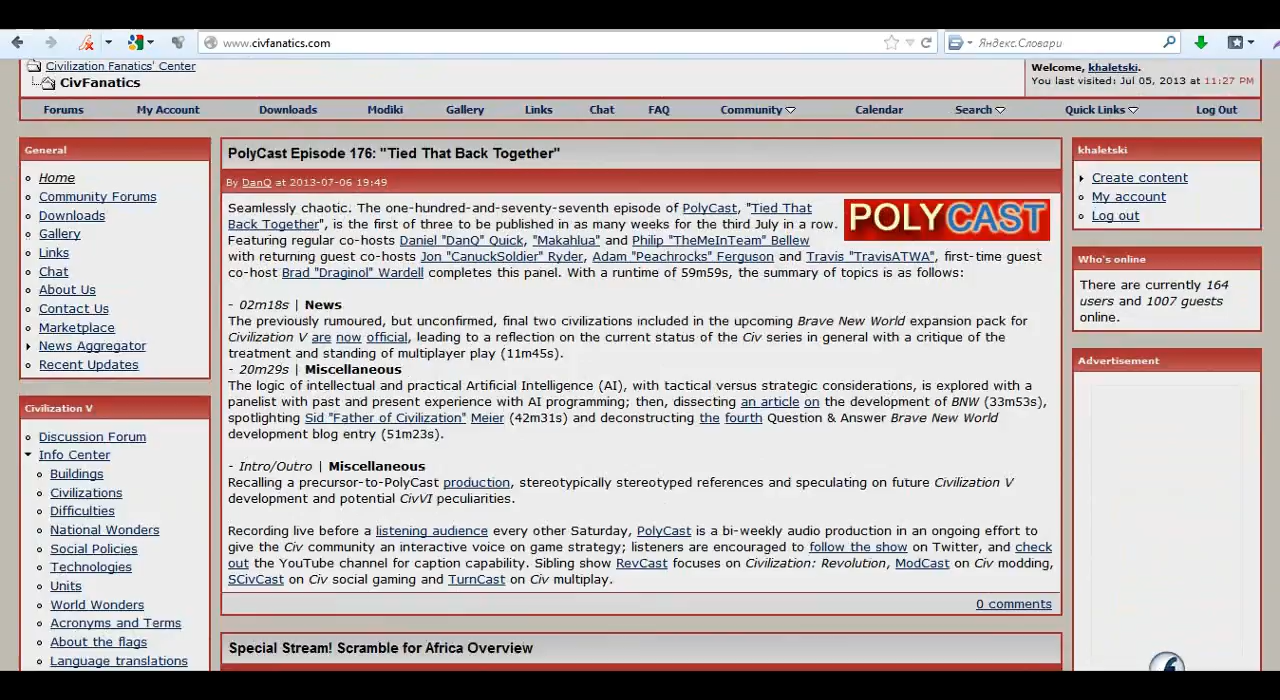 www.civfanatics.com
Яндекс.Словари
Civilization Fanatics' Center
CivFanatics
Welcome, khaletski.
You last visited: Jul 05, 2013 at 11:27 PM
Forums My Account Downloads Modiki Gallery Links Chat FAQ Community Calendar Search Quick Links Log Out
General
Home
Community Forums
Downloads
Gallery
Links
Chat
About Us
Contact Us
Marketplace
News Aggregator
Recent Updates
Civilization V
Discussion Forum
Info Center
Buildings
Civilizations
Difficulties
National Wonders
Social Policies
Technologies
Units
World Wonders
Acronyms and Terms
About the flags
Language translations
PolyCast Episode 176: "Tied That Back Together"
By DanQ at 2013-07-06 19:49
POLYCAST
Seamlessly chaotic. The one-hundred-and-seventy-seventh episode of PolyCast, "Tied That
Back Together", is the first of three to be published in as many weeks for the third July in a row.
Featuring regular co-hosts Daniel "DanQ" Quick, "Makahlua" and Philip "TheMeInTeam" Bellew
with returning guest co-hosts Jon "CanuckSoldier" Ryder, Adam "Peachrocks" Ferguson and Travis "TravisATWA", first-time guest
co-host Brad "Draginol" Wardell completes this panel. With a runtime of 59m59s, the summary of topics is as follows:
- 02m18s | News
The previously rumoured, but unconfirmed, final two civilizations included in the upcoming Brave New World expansion pack for
Civilization V are now official, leading to a reflection on the current status of the Civ series in general with a critique of the
treatment and standing of multiplayer play (11m45s).
- 20m29s | Miscellaneous
The logic of intellectual and practical Artificial Intelligence (AI), with tactical versus strategic considerations, is explored with a
panelist with past and present experience with AI programming; then, dissecting an article on the development of BNW (33m53s),
spotlighting Sid "Father of Civilization" Meier (42m31s) and deconstructing the fourth Question & Answer Brave New World
development blog entry (51m23s).
- Intro/Outro | Miscellaneous
Recalling a precursor-to-PolyCast production, stereotypically stereotyped references and speculating on future Civilization V
development and potential CivVI peculiarities.
Recording live before a listening audience every other Saturday, PolyCast is a bi-weekly audio production in an ongoing effort to
give the Civ community an interactive voice on game strategy; listeners are encouraged to follow the show on Twitter, and check
out the YouTube channel for caption capability. Sibling show RevCast focuses on Civilization: Revolution, ModCast on Civ modding,
SCivCast on Civ social gaming and TurnCast on Civ multiplay.
0 comments
Special Stream! Scramble for Africa Overview
khaletski
Create content
My account
Log out
Who's online
There are currently 164
users and 1007 guests
online.
Advertisement